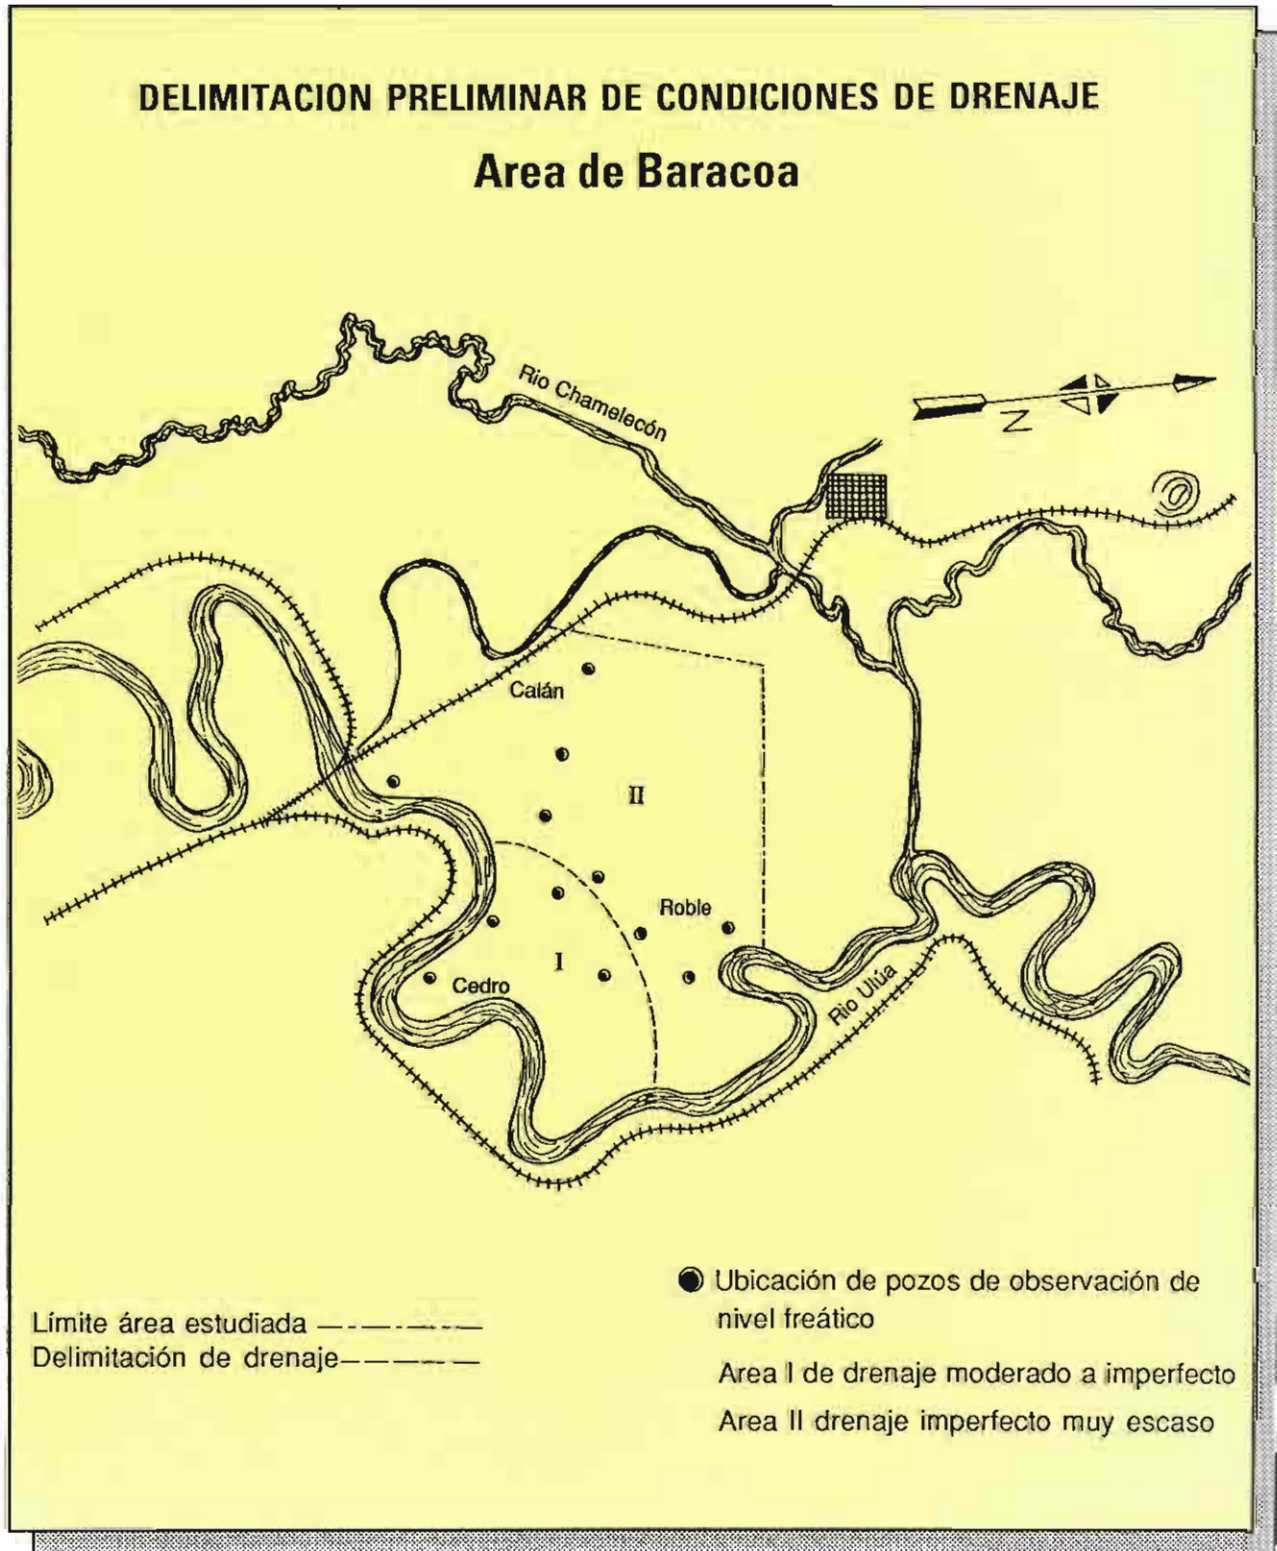 DELIMITACION PRELIMINAR DE CONDICIONES DE DRENAJE
Area de Baracoa
Rio Chamelecón
N
Calán
II
Roble
I
Cedro
Rio Ulúa
Límite área estudiada
Delimitación de drenaje
Ubicación de pozos de observación de
nivel freático
Area I de drenaje moderado a imperfecto
Area II drenaje imperfecto muy escaso